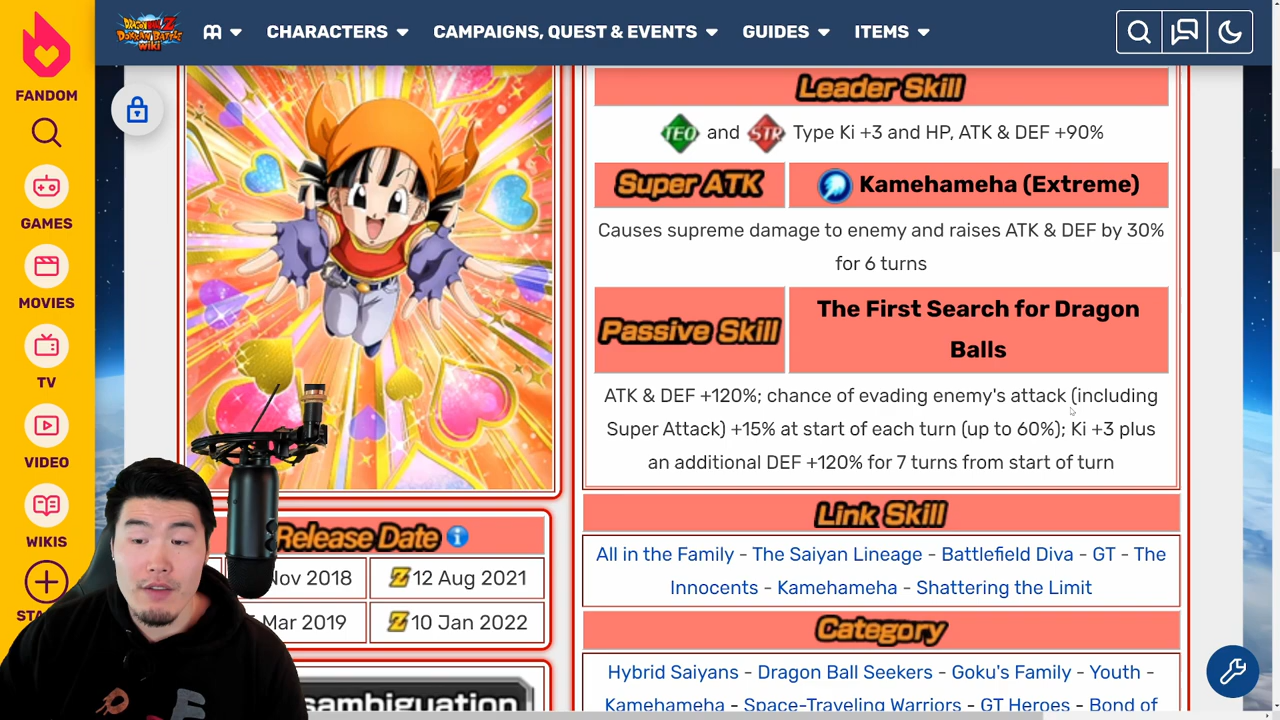 FANDOM
GAMES
MOVIES
TV
VIDEO
WIKIS
DRAGON BALL Z
DOKKAN BATTLE
WIKI
CHARACTERS
CAMPAIGNS, QUEST & EVENTS
GUIDES
ITEMS
Leader Skill
TEQ and STR Type Ki +3 and HP, ATK & DEF +90%
Super ATK
Kamehameha (Extreme)
Causes supreme damage to enemy and raises ATK & DEF by 30%
for 6 turns
Passive Skill
The First Search for Dragon
Balls
ATK & DEF +120%; chance of evading enemy's attack (including
Super Attack) +15% at start of each turn (up to 60%); Ki +3 plus
an additional DEF +120% for 7 turns from start of turn
Link Skill
All in the Family - The Saiyan Lineage - Battlefield Diva - GT - The
Innocents - Kamehameha - Shattering the Limit
Category
Hybrid Saiyans - Dragon Ball Seekers - Goku's Family - Youth -
Kamehameha - Space-Traveling Warriors - GT Heroes - Bond of
Release Date
Nov 2018
Z 12 Aug 2021
Mar 2019
Z 10 Jan 2022
sambiguation